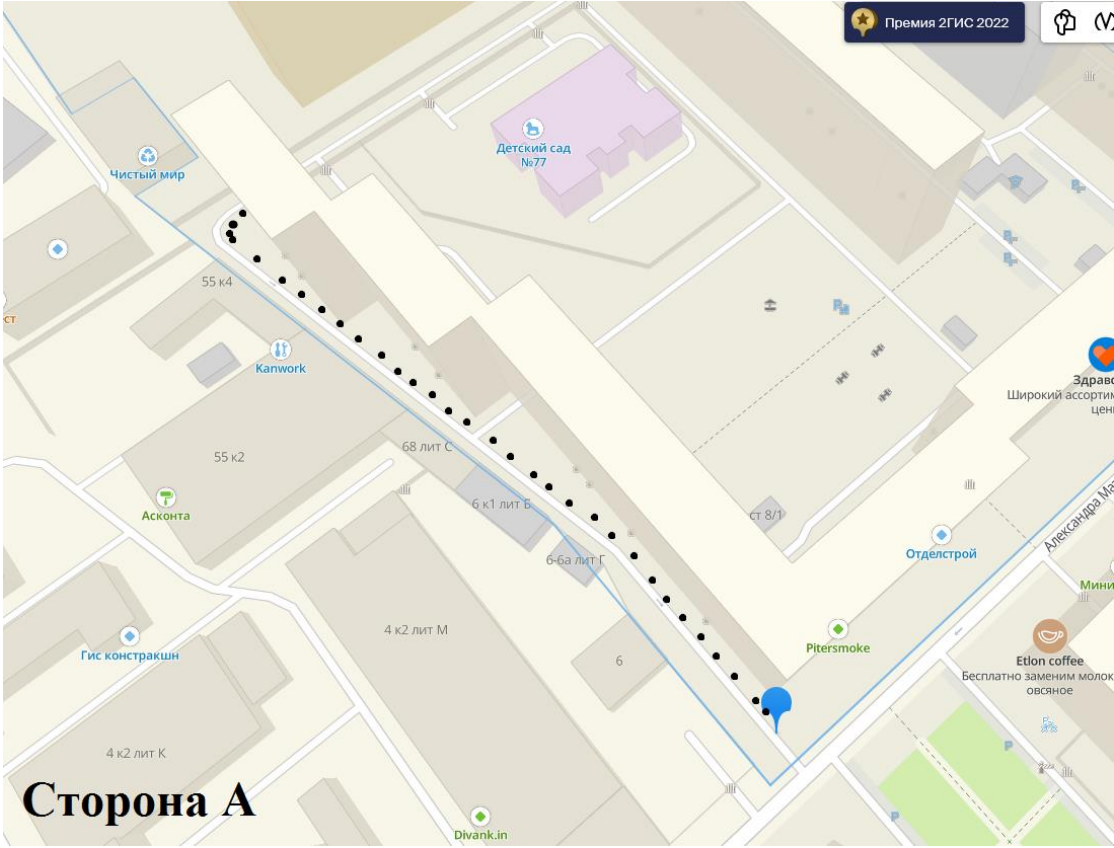 Премия 2ГИС 2022
Детский сад
№77
Чистый мир
55 к4
Kanwork
Здраво
Широкий ассортим
цен
68 лит С
55 к2
6 к1 лит Б
Асконта
ст 8/1
Александра Мат
Отделстрой
6-6а лит Г
Мини
4 к2 лит М
Гис констракшн
6
Pitersmoke
Etlon coffee
Бесплатно заменим молок
овсяное
4 к2 лит К
P
P
Сторона А
Divank.in